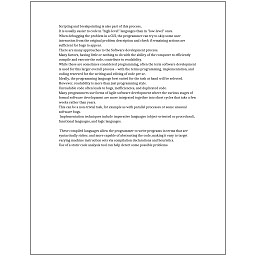 Scripting and breakpointing is also part of this process.
It is usually easier to code in "high-level" languages than in "low-level" ones.
When debugging the problem in a GUI, the programmer can try to skip some user
interaction from the original problem description and check if remaining actions are
sufficient for bugs to appear.
There are many approaches to the Software development process.
Many factors, having little or nothing to do with the ability of the computer to efficiently
compile and execute the code, contribute to readability.
While these are sometimes considered programming, often the term software development
is used for this larger overall process – with the terms programming, implementation, and
coding reserved for the writing and editing of code per se.
Ideally, the programming language best suited for the task at hand will be selected.
However, readability is more than just programming style.
Unreadable code often leads to bugs, inefficiencies, and duplicated code.
Many programmers use forms of Agile software development where the various stages of
formal software development are more integrated together into short cycles that take a few
weeks rather than years.
This can be a non-trivial task, for example as with parallel processes or some unusual
software bugs.
Implementation techniques include imperative languages (object-oriented or procedural),
functional languages, and logic languages.
These compiled languages allow the programmer to write programs in terms that are
syntactically richer, and more capable of abstracting the code, making it easy to target
varying machine instruction sets via compilation declarations and heuristics.
Use of a static code analysis tool can help detect some possible problems.